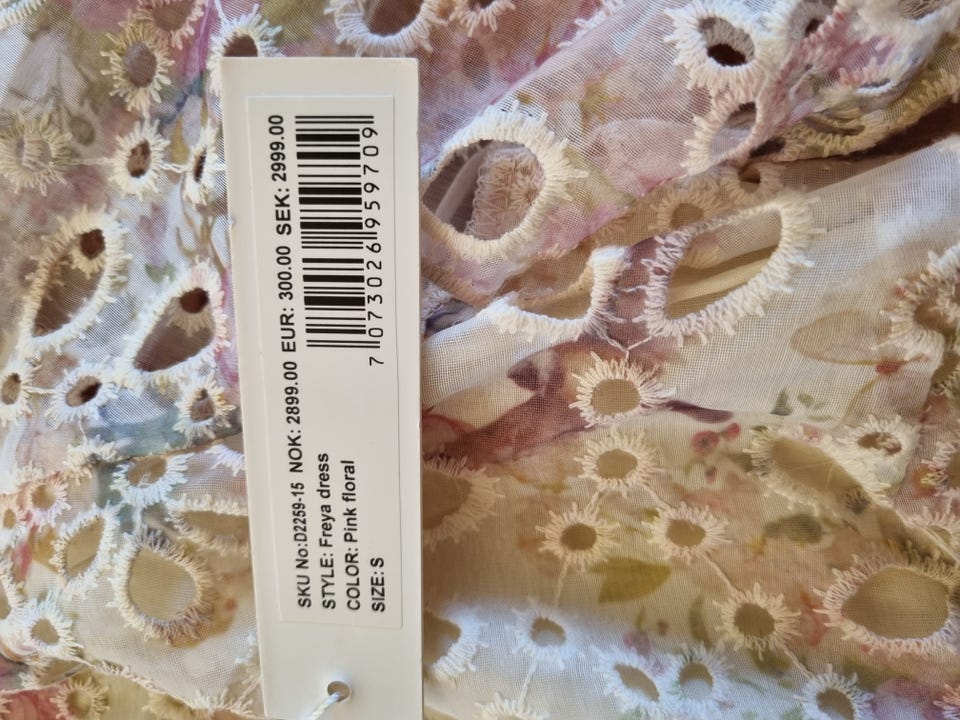 SKU No:D2259-15 NOK: 2899.00 EUR: 300.00 SEK: 2999.00
STYLE: Freya dress
COLOR: Pink floral
SIZE: S
7 073026 959709